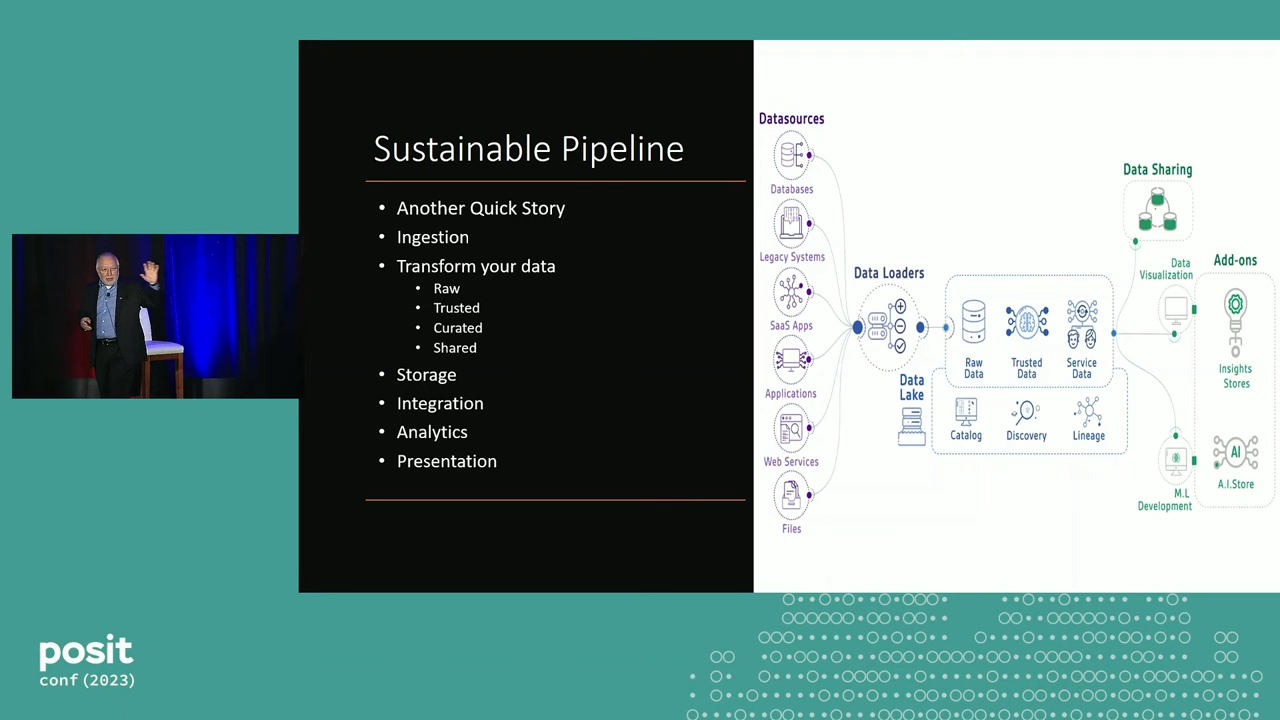 Sustainable Pipeline
• Another Quick Story
• Ingestion
• Transform your data
• Raw
• Trusted
• Curated
• Shared
• Storage
• Integration
• Analytics
• Presentation
Datasources
Databases
Legacy Systems
SaaS Apps
Applications
Web Services
Files
Data Loaders
Data
Lake
Raw
Data
Trusted
Data
Service
Data
Catalog
Discovery
Lineage
Data Sharing
Data
Visualization
M.L
Development
Add-ons
Insights
Stores
AI
A.I.Store
posit
conf(2023)